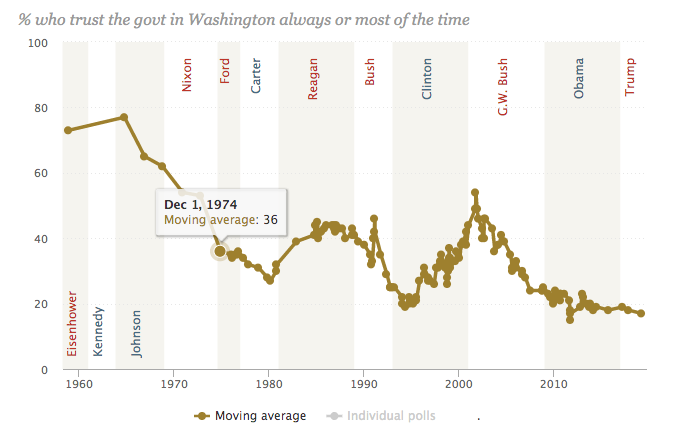 % who trust the govt in Washington always or most of the time
100
80
60
40
20
0
Nixon
Ford
Carter
Reagan
Bush
Clinton
G.W. Bush
Obama
Trump
Dec 1, 1974
Moving average: 36
Eisenhower
Kennedy
Johnson
1960 1970 1980 1990 2000 2010
Moving average Individual polls .